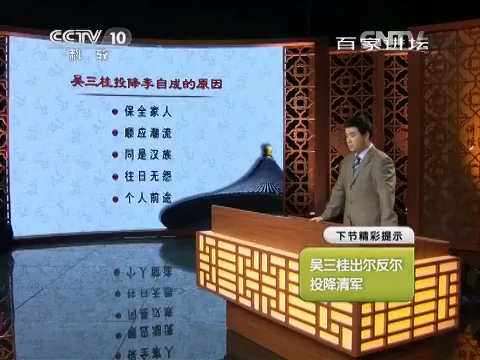 CCTV 10
科教
CNTV
百家讲坛
吴三桂投降李自成的原因
• 保全家人
• 顺应潮流
• 同是汉族
• 往日无怨
• 个人前途
下节精彩提示
吴三桂出尔反尔
投降清军